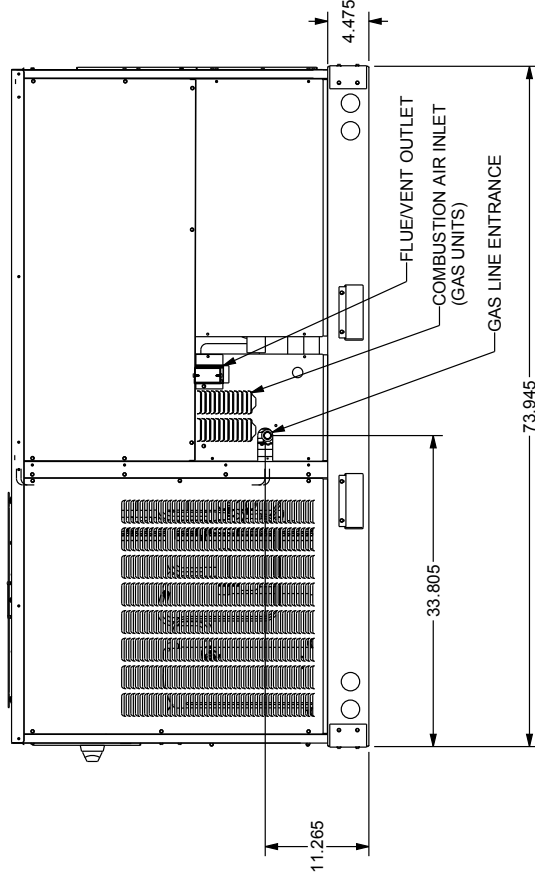 4.475
FLUE/VENT OUTLET
COMBUSTION AIR INLET
(GAS UNITS)
GAS LINE ENTRANCE
73.945
33.805
11.265